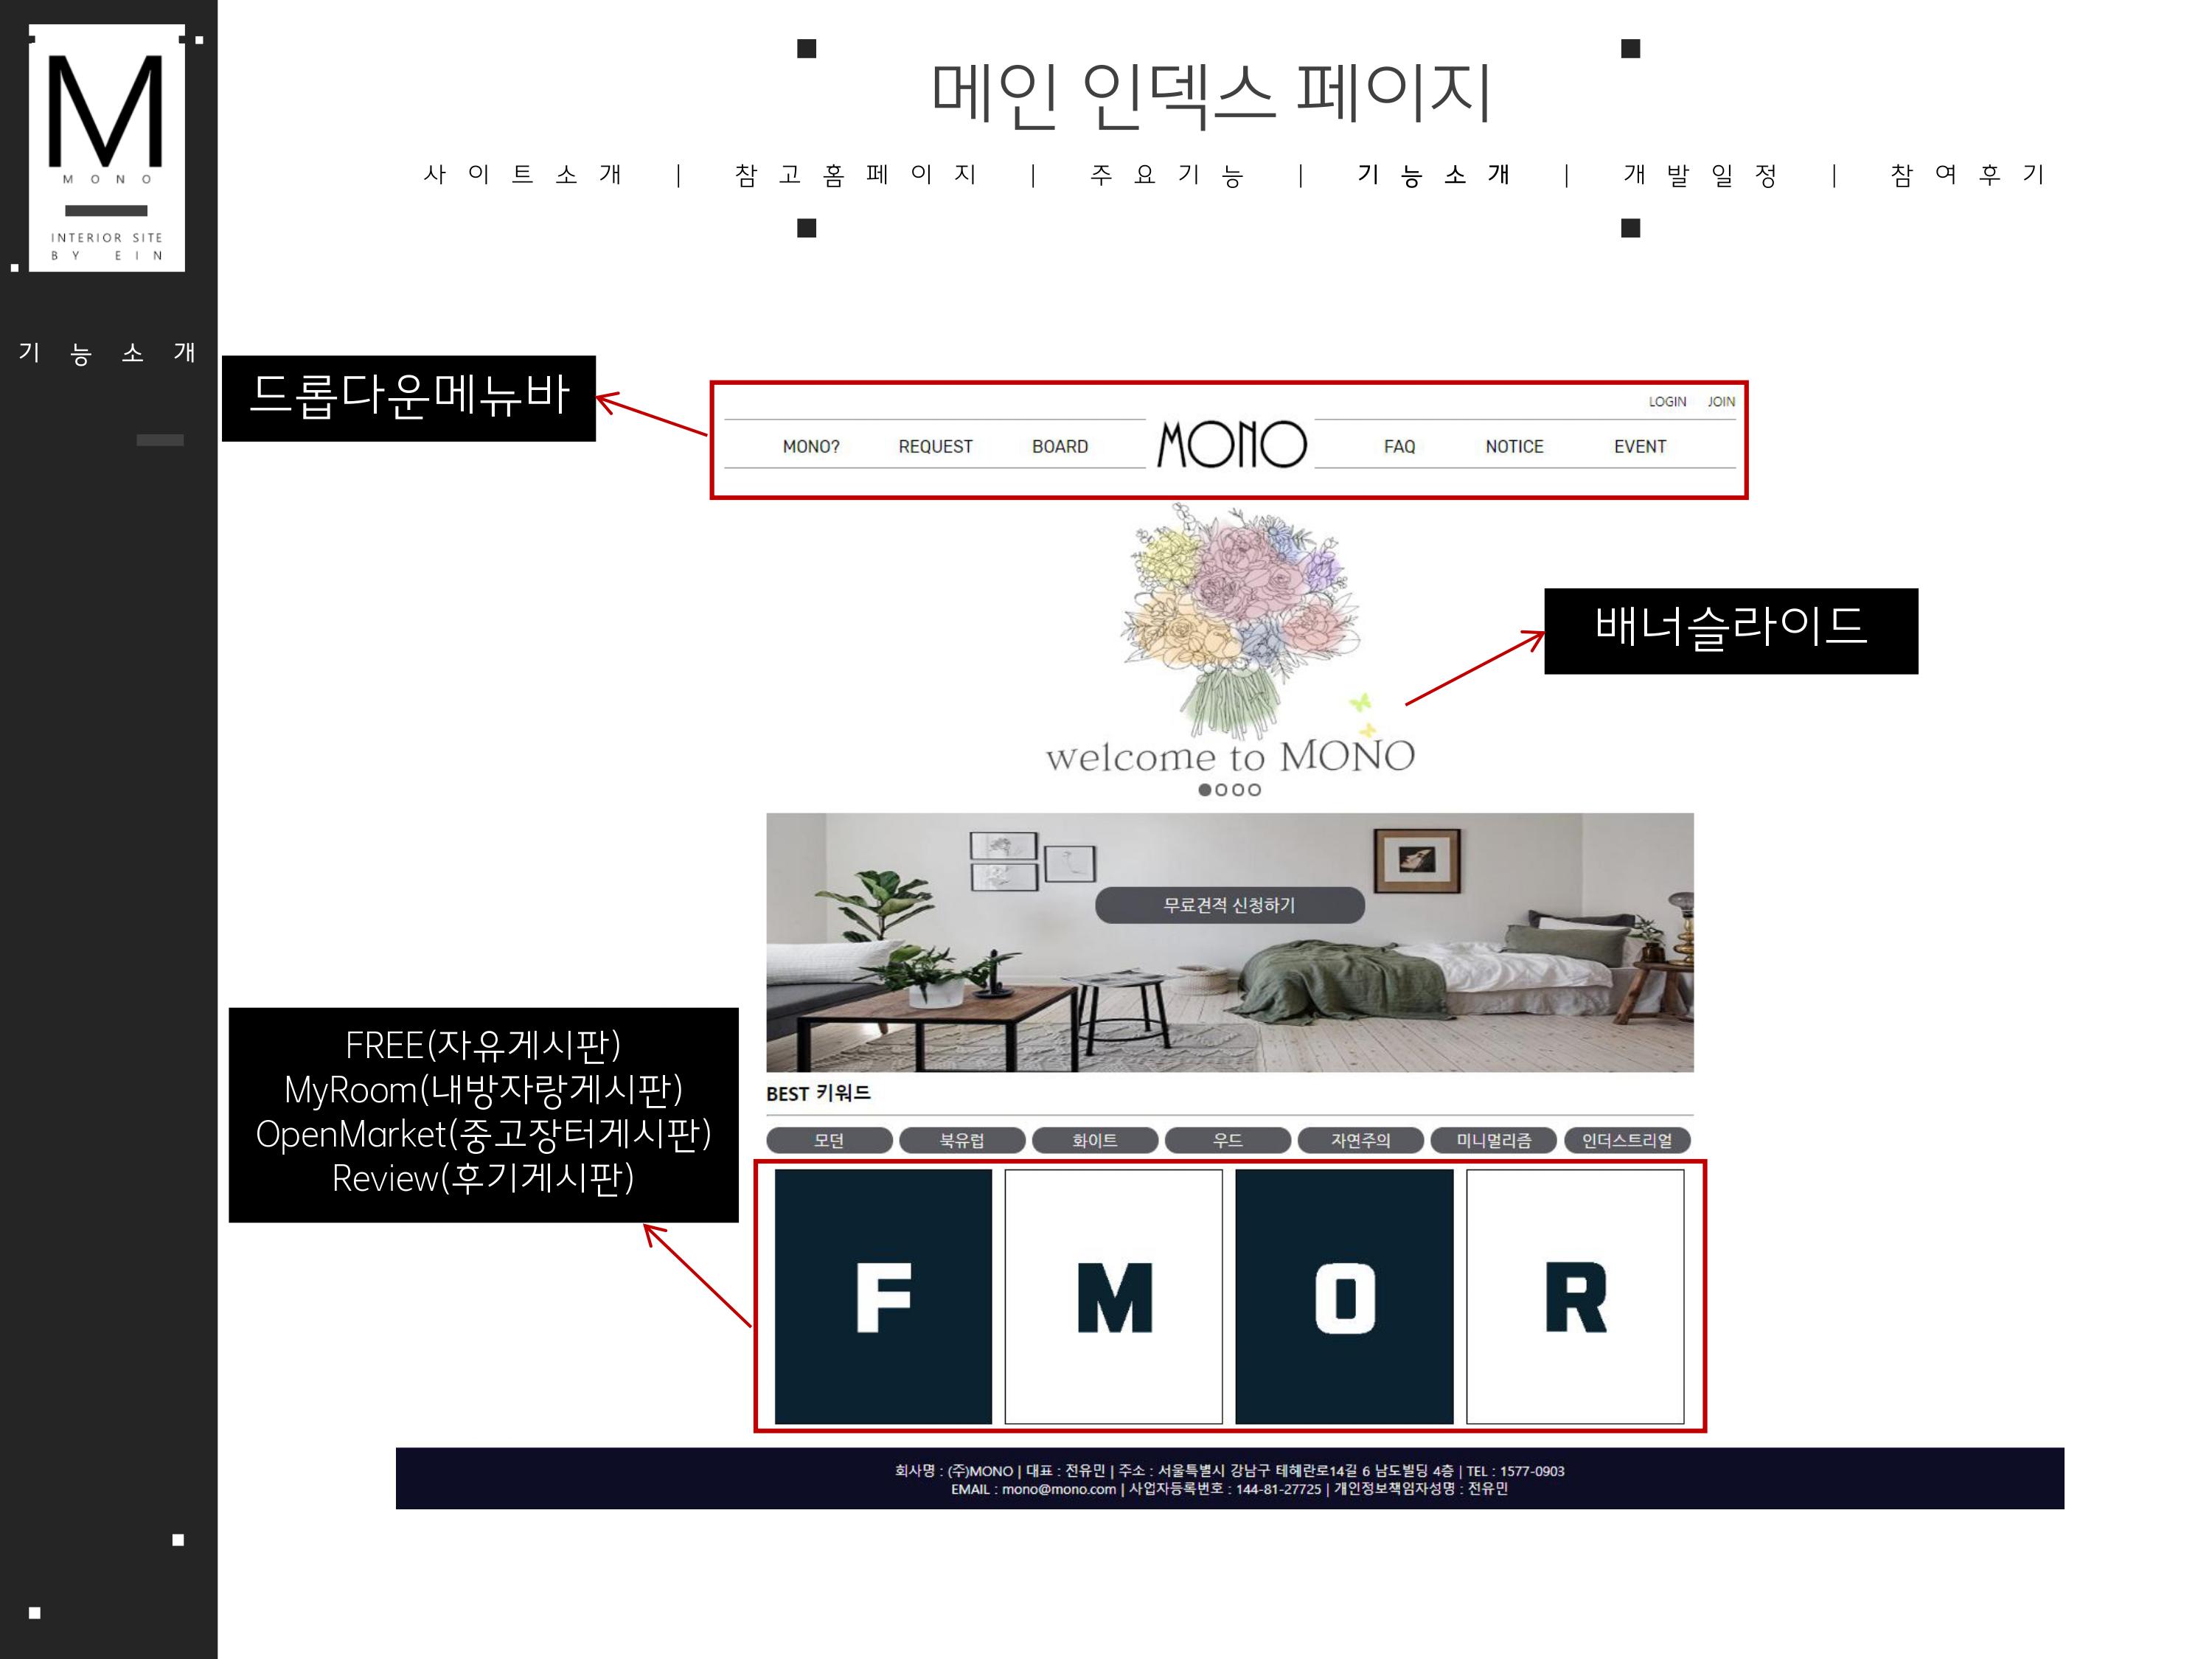 M
MONO
INTERIOR SITE
BY EIN
기능소개
메인 인덱스 페이지
사이트소개 | 참고홈페이지 | 주요기능 | 기능소개 | 개발일정 | 참여후기
드롭다운메뉴바
LOGIN JOIN
MONO? REQUEST BOARD MONO FAQ NOTICE EVENT
배너슬라이드
welcome to MONO
무료견적 신청하기
FREE(자유게시판)
MyRoom(내방자랑게시판)
OpenMarket(중고장터게시판)
Review(후기게시판)
BEST 키워드
모던 북유럽 화이트 우드 자연주의 미니멀리즘 인더스트리얼
F M O R
회사명 : (주)MONO | 대표 : 전유민 | 주소 : 서울특별시 강남구 테헤란로14길 6 남도빌딩 4층 | TEL : 1577-0903
EMAIL : mono@mono.com | 사업자등록번호 : 144-81-27725 | 개인정보책임자성명 : 전유민